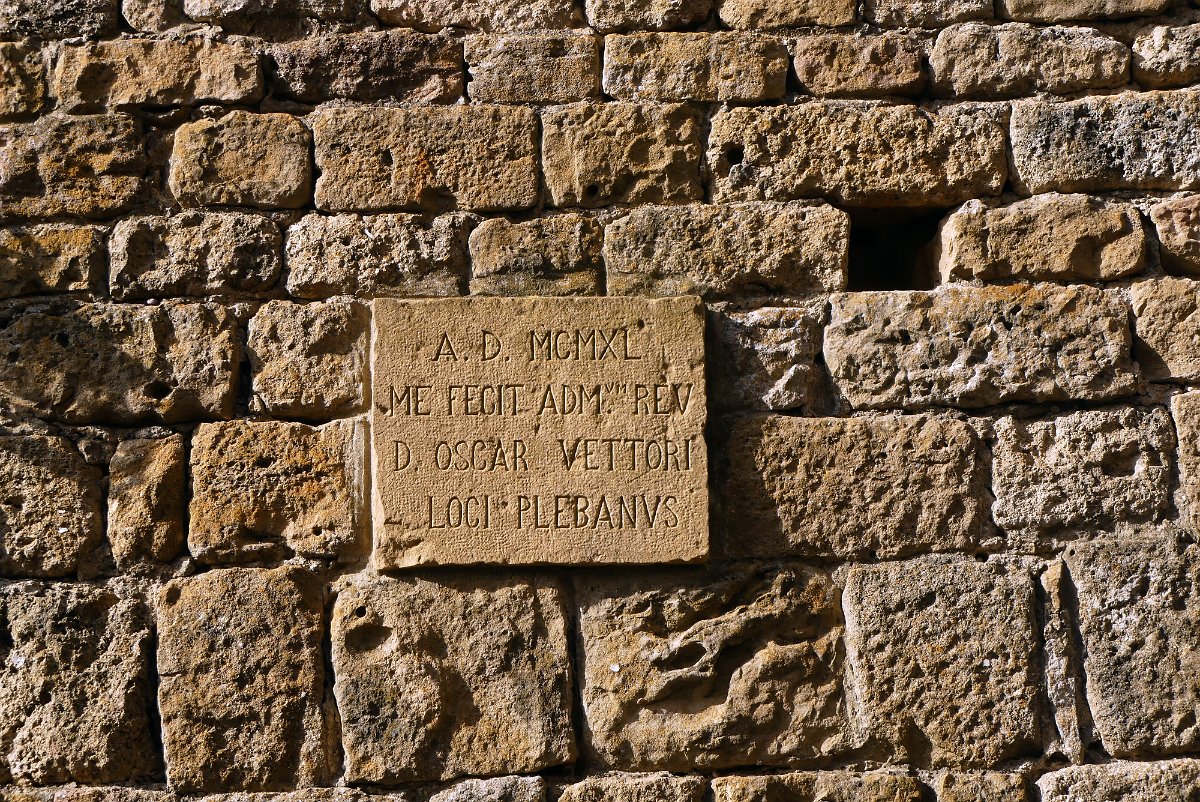 A. D. MCMXL
ME FECIT ADM.VM REV
D. OSCAR VETTORI
LOCI PLEBANVS